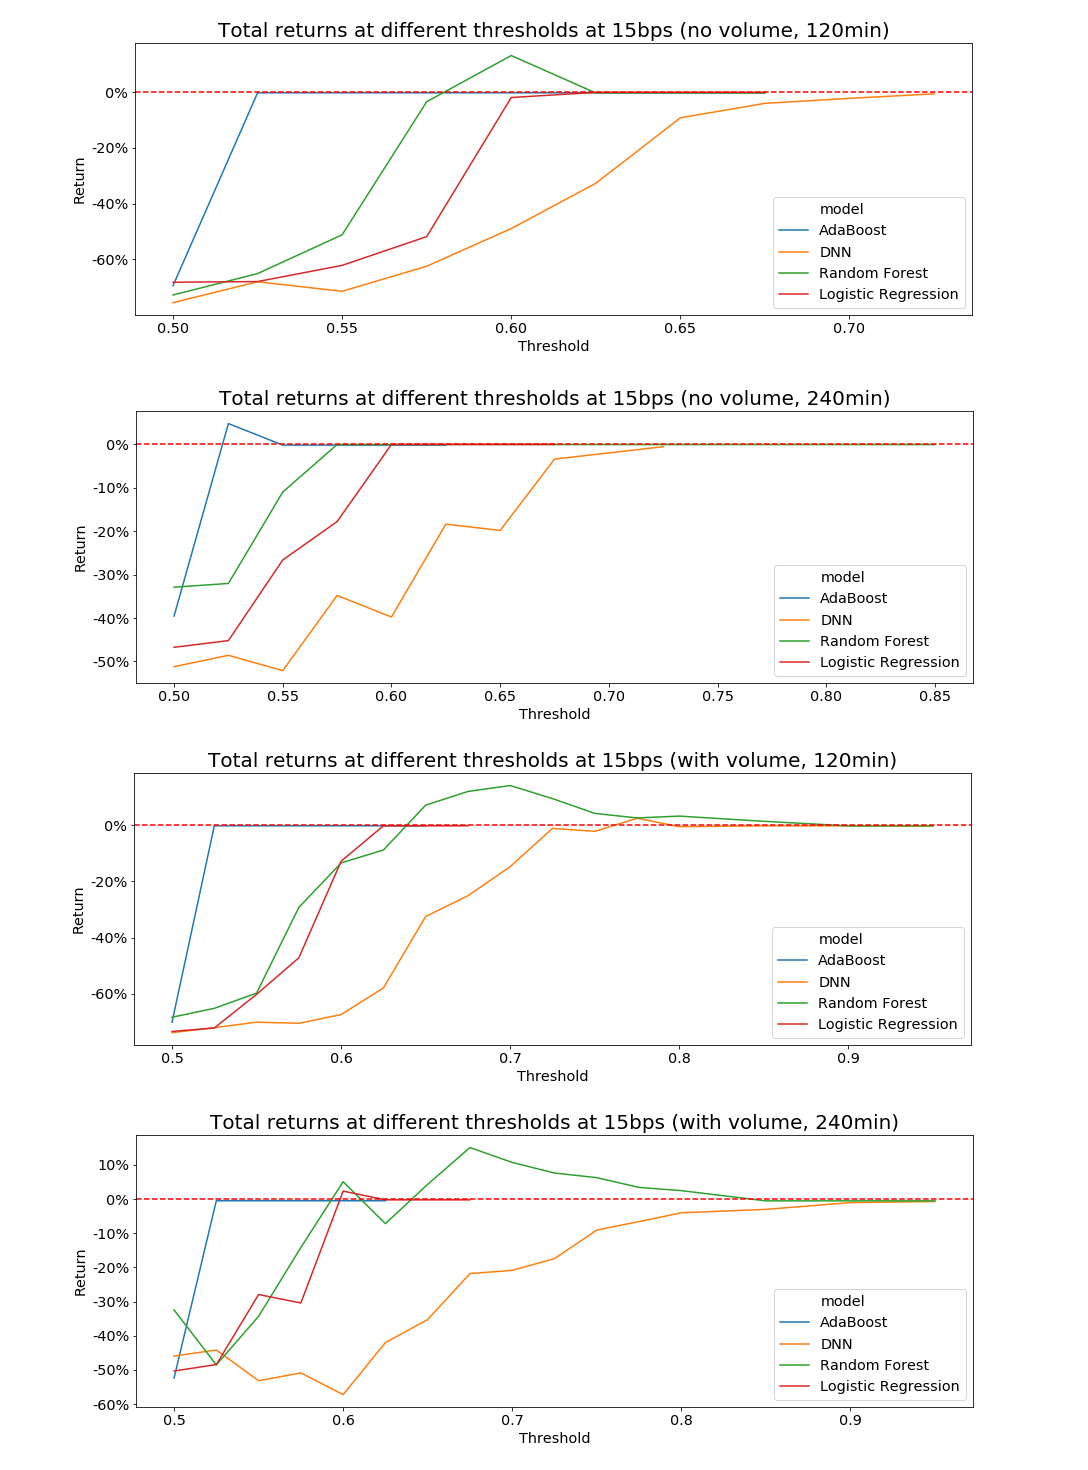 Total returns at different thresholds at 15bps (no volume, 120min)
0%
-20%
-40%
-60%
Return
model
AdaBoost
DNN
Random Forest
Logistic Regression
0.50 0.55 0.60 0.65 0.70
Threshold
Total returns at different thresholds at 15bps (no volume, 240min)
0%
-10%
-20%
-30%
-40%
-50%
Return
model
AdaBoost
DNN
Random Forest
Logistic Regression
0.50 0.55 0.60 0.65 0.70 0.75 0.80 0.85
Threshold
Total returns at different thresholds at 15bps (with volume, 120min)
0%
-20%
-40%
-60%
Return
model
AdaBoost
DNN
Random Forest
Logistic Regression
0.5 0.6 0.7 0.8 0.9
Threshold
Total returns at different thresholds at 15bps (with volume, 240min)
10%
0%
-10%
-20%
-30%
-40%
-50%
-60%
Return
model
AdaBoost
DNN
Random Forest
Logistic Regression
0.5 0.6 0.7 0.8 0.9
Threshold